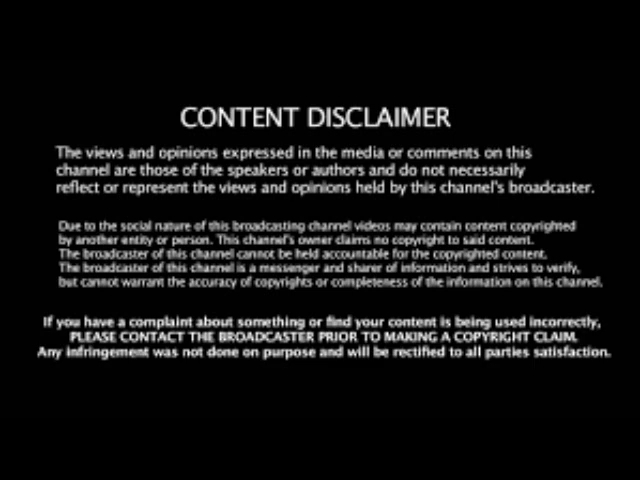 CONTENT DISCLAIMER
The views and opinions expressed in the media or comments on this
channel are those of the speakers or authors and do not necessarily
reflect or represent the views and opinions held by this channel's broadcaster.
Due to the social nature of this broadcasting channel videos may contain content copyrighted
by another entity or person. This channel's owner claims no copyright to said content.
The broadcaster of this channel cannot be held accountable for the copyrighted content.
The broadcaster of this channel is a messenger and sharer of information and strives to verify,
but cannot warrant the accuracy of copyrights or completeness of the information on this channel.
If you have a complaint about something or find your content is being used incorrectly,
PLEASE CONTACT THE BROADCASTER PRIOR TO MAKING A COPYRIGHT CLAIM.
Any infringement was not done on purpose and will be rectified to all parties satisfaction.